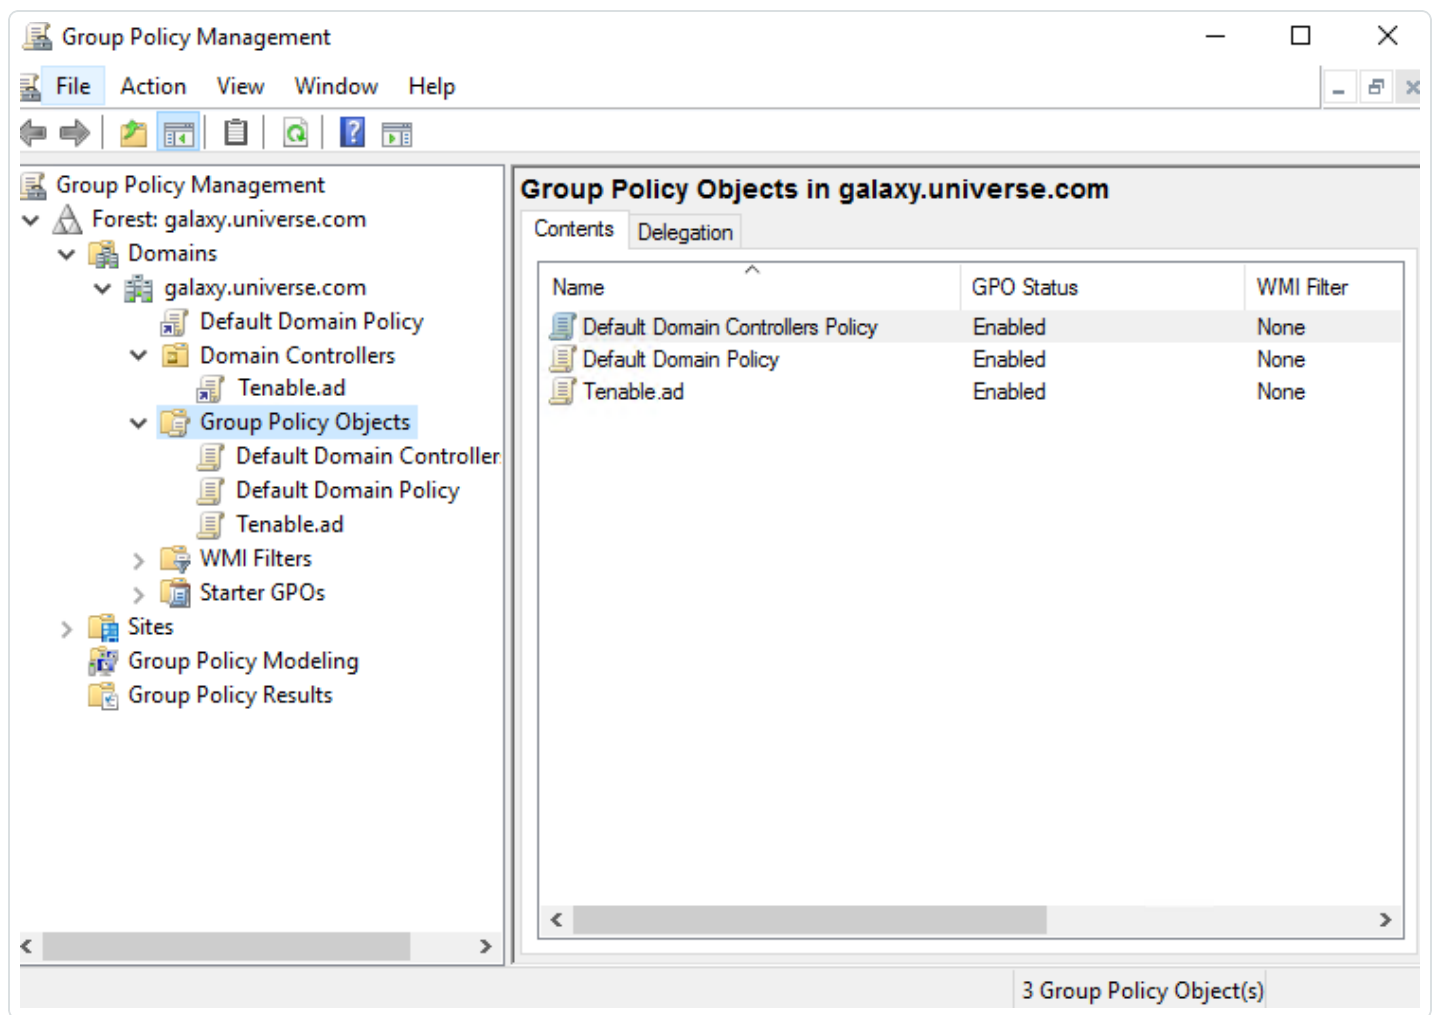 Group Policy Management
File Action View Window Help
Group Policy Management
Forest: galaxy.universe.com
Domains
galaxy.universe.com
Default Domain Policy
Domain Controllers
Tenable.ad
Group Policy Objects
Default Domain Controller
Default Domain Policy
Tenable.ad
WMI Filters
Starter GPOs
Sites
Group Policy Modeling
Group Policy Results
Group Policy Objects in galaxy.universe.com
Contents Delegation
Name GPO Status WMI Filter
Default Domain Controllers Policy Enabled None
Default Domain Policy Enabled None
Tenable.ad Enabled None
3 Group Policy Object(s)